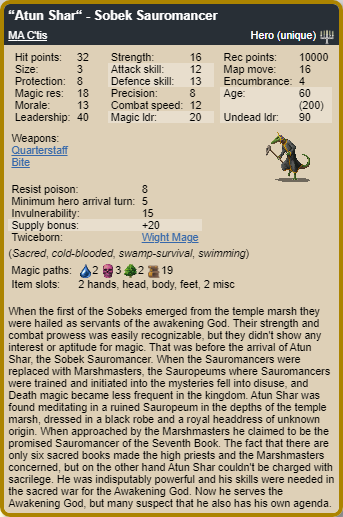 “Atun Shar“ - Sobek Sauromancer
MA C'tis Hero (unique)
Hit points: 32 Strength: 16 Rec points: 10000
Size: 3 Attack skill: 12 Map move: 16
Protection: 8 Defence skill: 13 Encumbrance: 4
Magic res: 18 Precision: 8 Age: 60
Morale: 13 Combat speed: 12 (200)
Leadership: 40 Magic ldr: 20 Undead ldr: 90
Weapons:
Quarterstaff
Bite
Resist poison: 8
Minimum hero arrival turn: 5
Invulnerability: 15
Supply bonus: +20
Twiceborn: Wight Mage
(Sacred, cold-blooded, swamp-survival, swimming)
Magic paths: 2 3 2 19
Item slots: 2 hands, head, body, feet, 2 misc
When the first of the Sobeks emerged from the temple marsh they
were hailed as servants of the awakening God. Their strength and
combat prowess was easily recognizable, but they didn't show any
interest or aptitude for magic. That was before the arrival of Atun
Shar, the Sobek Sauromancer. When the Sauromancers were
replaced with Marshmasters, the Sauropeums where Sauromancers
were trained and initiated into the mysteries fell into disuse, and
Death magic became less frequent in the kingdom. Atun Shar was
found meditating in a ruined Sauropeum in the depths of the temple
marsh, dressed in a black robe and a royal headdress of unknown
origin. When approached by the Marshmasters he claimed to be the
promised Sauromancer of the Seventh Book. The fact that there are
only six sacred books made the high priests and the Marshmasters
concerned, but on the other hand Atun Shar couldn't be charged with
sacrilege. He was indisputably powerful and his skills were needed in
the sacred war for the Awakening God. Now he serves the
Awakening God, but many suspect that he also has his own agenda.